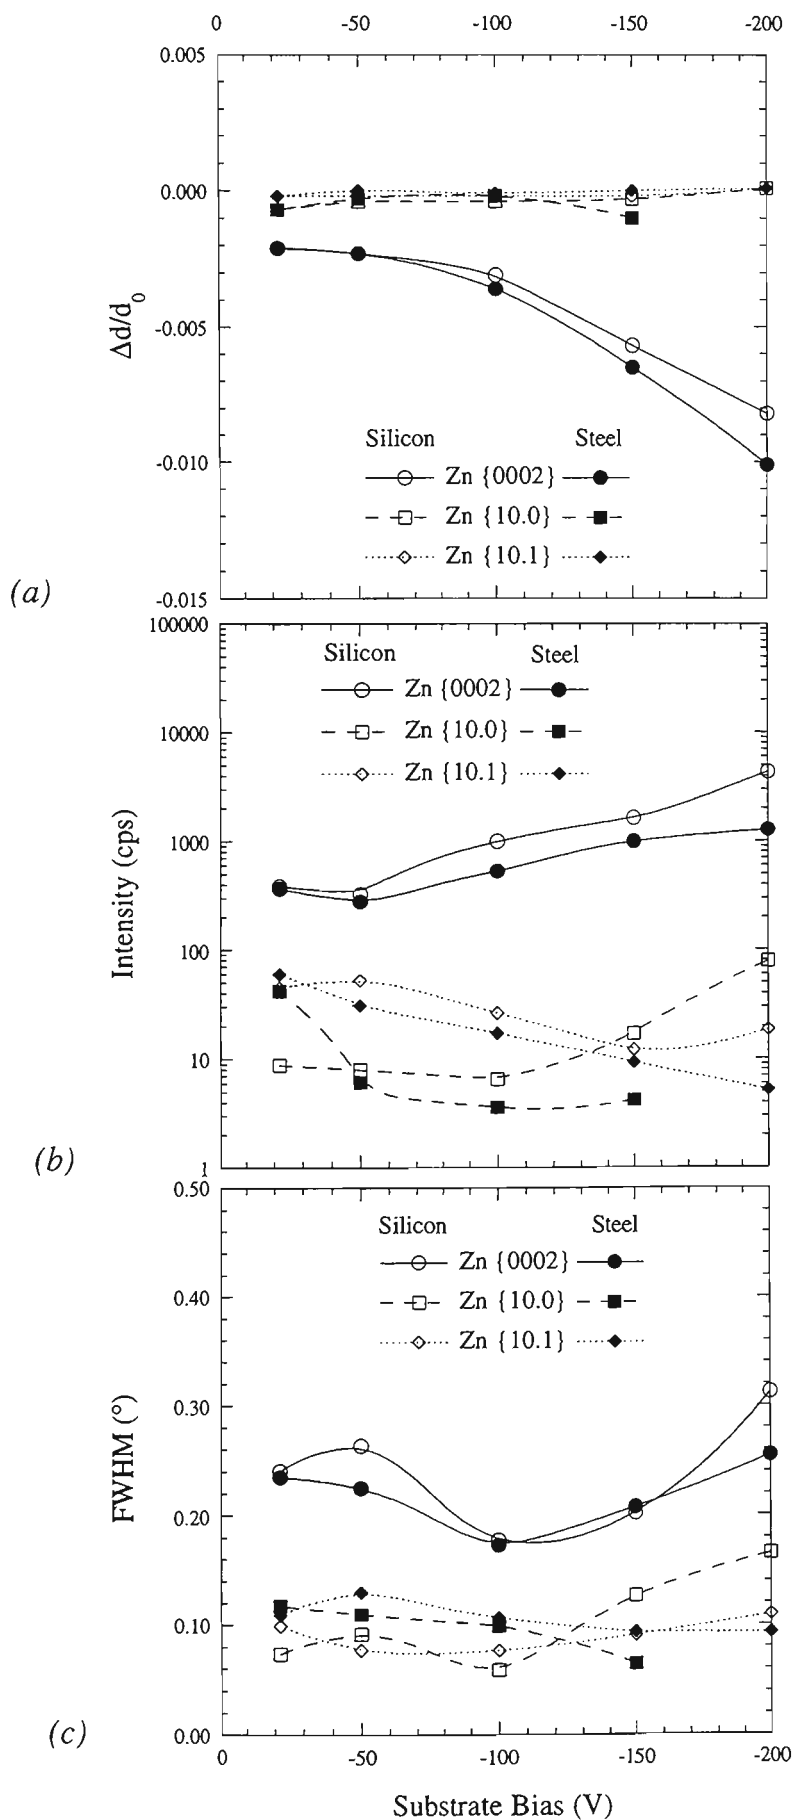 0 -50 -100 -150 -200
0.005
0.000
-0.005
-0.010
-0.015
Δd/d0
Silicon Steel
Zn {0002}
Zn {10.0}
Zn {10.1}
(a)
100000
10000
1000
100
10
1
Intensity (cps)
Silicon Steel
Zn {0002}
Zn {10.0}
Zn {10.1}
(b)
0.50
0.40
0.30
0.20
0.10
0.00
FWHM (°)
Silicon Steel
Zn {0002}
Zn {10.0}
Zn {10.1}
(c)
0 -50 -100 -150 -200
Substrate Bias (V)